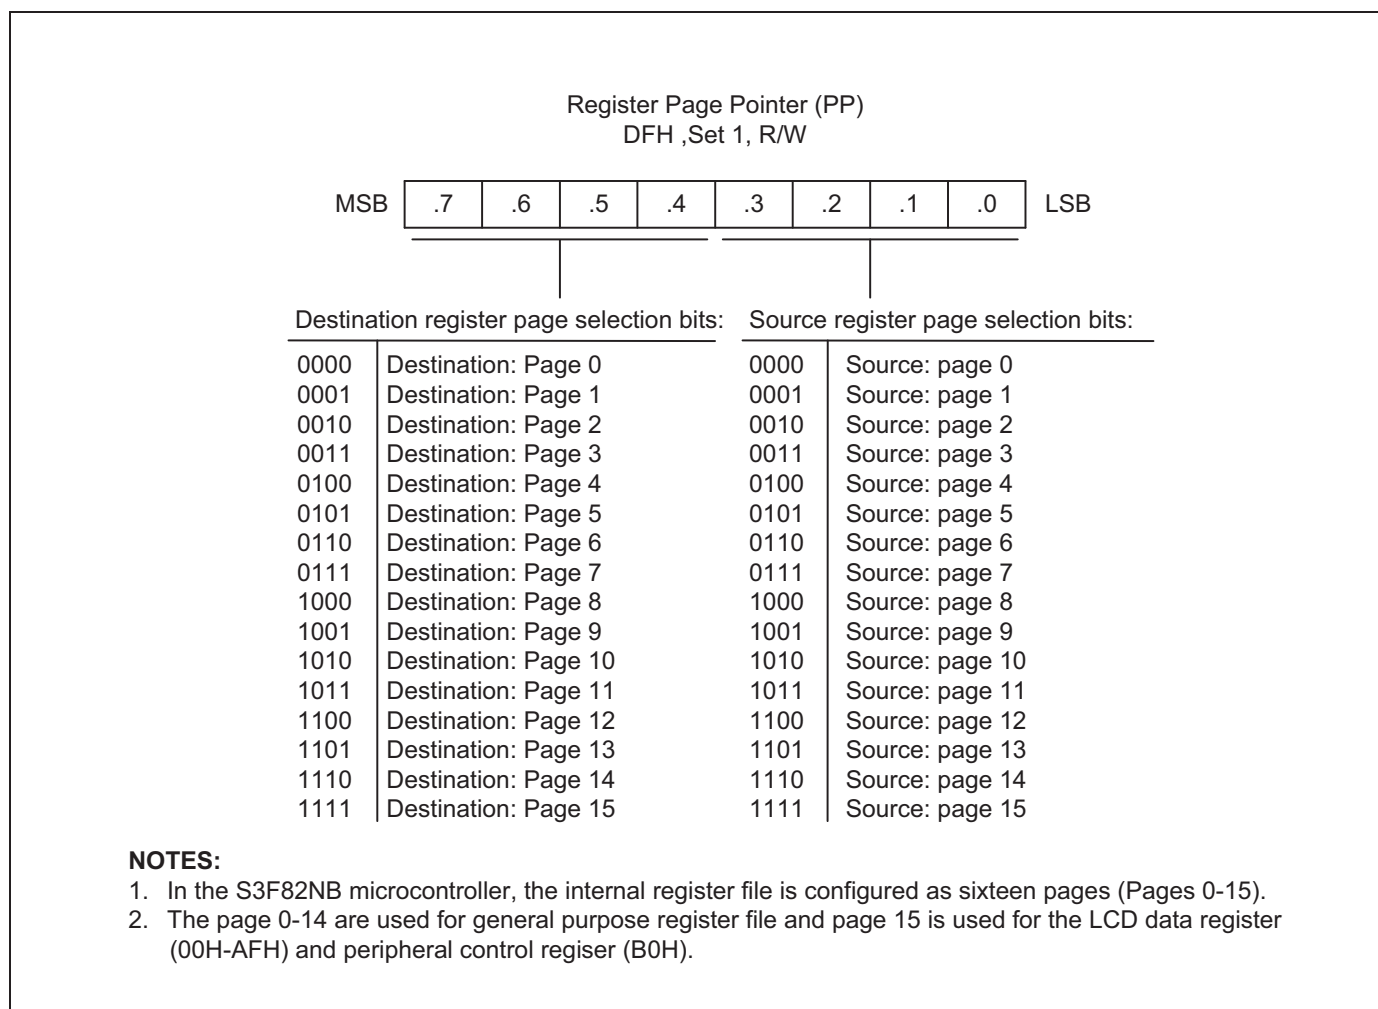 Register Page Pointer (PP)
DFH ,Set 1, R/W
MSB .7 .6 .5 .4 .3 .2 .1 .0 LSB
Destination register page selection bits: Source register page selection bits:
0000 Destination: Page 0 0000 Source: page 0
0001 Destination: Page 1 0001 Source: page 1
0010 Destination: Page 2 0010 Source: page 2
0011 Destination: Page 3 0011 Source: page 3
0100 Destination: Page 4 0100 Source: page 4
0101 Destination: Page 5 0101 Source: page 5
0110 Destination: Page 6 0110 Source: page 6
0111 Destination: Page 7 0111 Source: page 7
1000 Destination: Page 8 1000 Source: page 8
1001 Destination: Page 9 1001 Source: page 9
1010 Destination: Page 10 1010 Source: page 10
1011 Destination: Page 11 1011 Source: page 11
1100 Destination: Page 12 1100 Source: page 12
1101 Destination: Page 13 1101 Source: page 13
1110 Destination: Page 14 1110 Source: page 14
1111 Destination: Page 15 1111 Source: page 15
NOTES:
1. In the S3F82NB microcontroller, the internal register file is configured as sixteen pages (Pages 0-15).
2. The page 0-14 are used for general purpose register file and page 15 is used for the LCD data register
(00H-AFH) and peripheral control regiser (B0H).